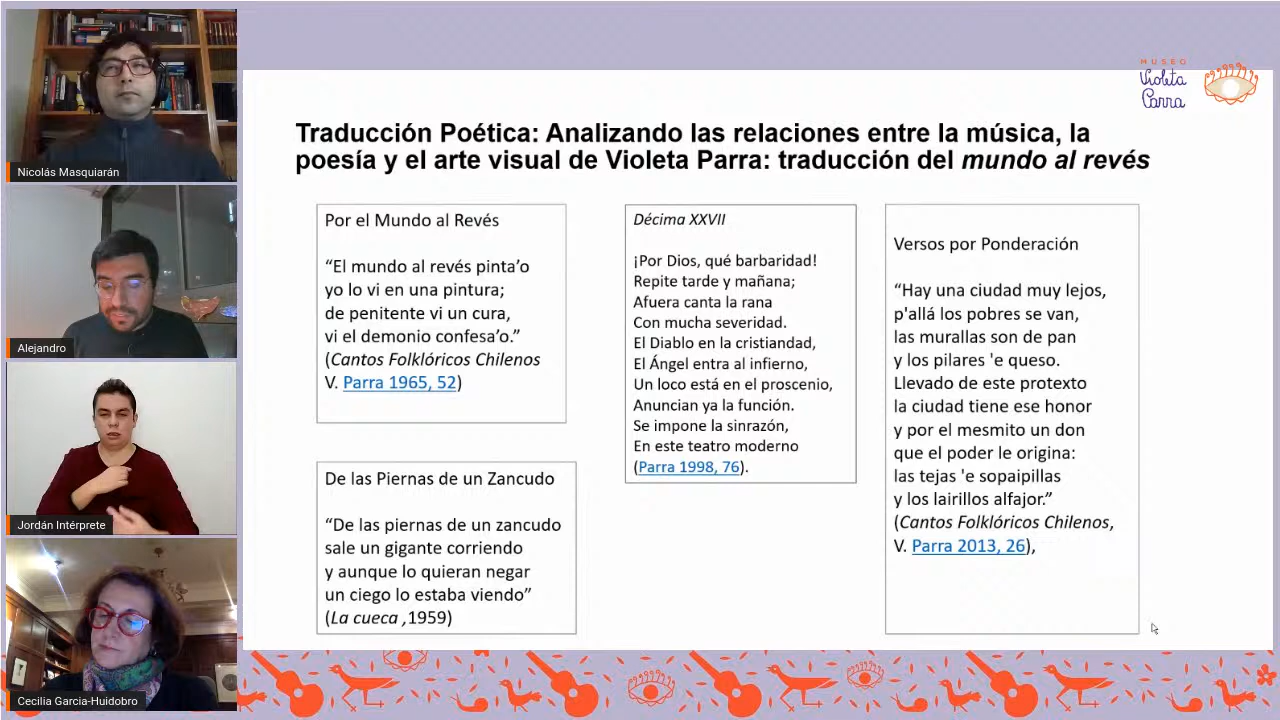 Nicolás Masquiarán
Alejandro
Jordán Intérprete
Cecilia Garcia-Huidobro
MUSEO
Violeta
Parra
Traducción Poética: Analizando las relaciones entre la música, la
poesía y el arte visual de Violeta Parra: traducción del mundo al revés
Por el Mundo al Revés
“El mundo al revés pinta’o
yo lo vi en una pintura;
de penitente vi un cura,
vi el demonio confesa’o.”
(Cantos Folklóricos Chilenos
V. Parra 1965, 52)
De las Piernas de un Zancudo
“De las piernas de un zancudo
sale un gigante corriendo
y aunque lo quieran negar
un ciego lo estaba viendo”
(La cueca ,1959)
Décima XXVII
¡Por Dios, qué barbaridad!
Repite tarde y mañana;
Afuera canta la rana
Con mucha severidad.
El Diablo en la cristiandad,
El Ángel entra al infierno,
Un loco está en el proscenio,
Anuncian ya la función.
Se impone la sinrazón,
En este teatro moderno
(Parra 1998, 76).
Versos por Ponderación
“Hay una ciudad muy lejos,
p'allá los pobres se van,
las murallas son de pan
y los pilares 'e queso.
Llevado de este protexto
la ciudad tiene ese honor
y por el mesmito un don
que el poder le origina:
las tejas 'e sopaipillas
y los lairillos alfajor.”
(Cantos Folklóricos Chilenos,
V. Parra 2013, 26),